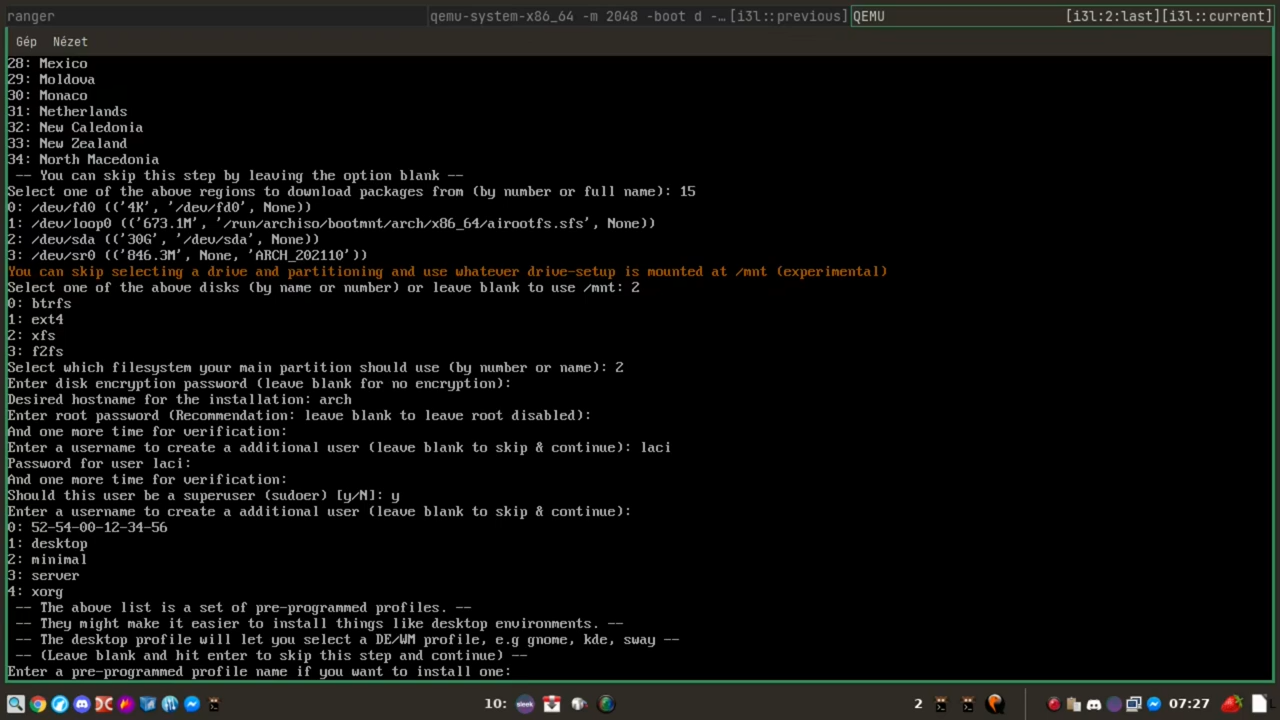 ranger
qemu-system-x86_64 -m 2048 -boot d -… [i3l::previous]
QEMU [i3l:2:last][i3l::current]
Gép Nézet
28: Mexico
29: Moldova
30: Monaco
31: Netherlands
32: New Caledonia
33: New Zealand
34: North Macedonia
-- You can skip this step by leaving the option blank --
Select one of the above regions to download packages from (by number or full name): 15
0: /dev/fd0 (('4K', '/dev/fd0', None))
1: /dev/loop0 (('673.1M', '/run/archiso/bootmnt/arch/x86_64/airootfs.sfs', None))
2: /dev/sda (('30G', '/dev/sda', None))
3: /dev/sr0 (('846.3M', None, 'ARCH_202110'))
You can skip selecting a drive and partitioning and use whatever drive-setup is mounted at /mnt (experimental)
Select one of the above disks (by name or number) or leave blank to use /mnt: 2
0: btrfs
1: ext4
2: xfs
3: f2fs
Select which filesystem your main partition should use (by number or name): 2
Enter disk encryption password (leave blank for no encryption):
Desired hostname for the installation: arch
Enter root password (Recommendation: leave blank to leave root disabled):
And one more time for verification:
Enter a username to create a additional user (leave blank to skip & continue): laci
Password for user laci:
And one more time for verification:
Should this user be a superuser (sudoer) [y/N]: y
Enter a username to create a additional user (leave blank to skip & continue):
0: 52-54-00-12-34-56
1: desktop
2: minimal
3: server
4: xorg
-- The above list is a set of pre-programmed profiles. --
-- They might make it easier to install things like desktop environments. --
-- The desktop profile will let you select a DE/WM profile, e.g gnome, kde, sway --
-- (Leave blank and hit enter to skip this step and continue) --
Enter a pre-programmed profile name if you want to install one:
10: sleek 2 07:27